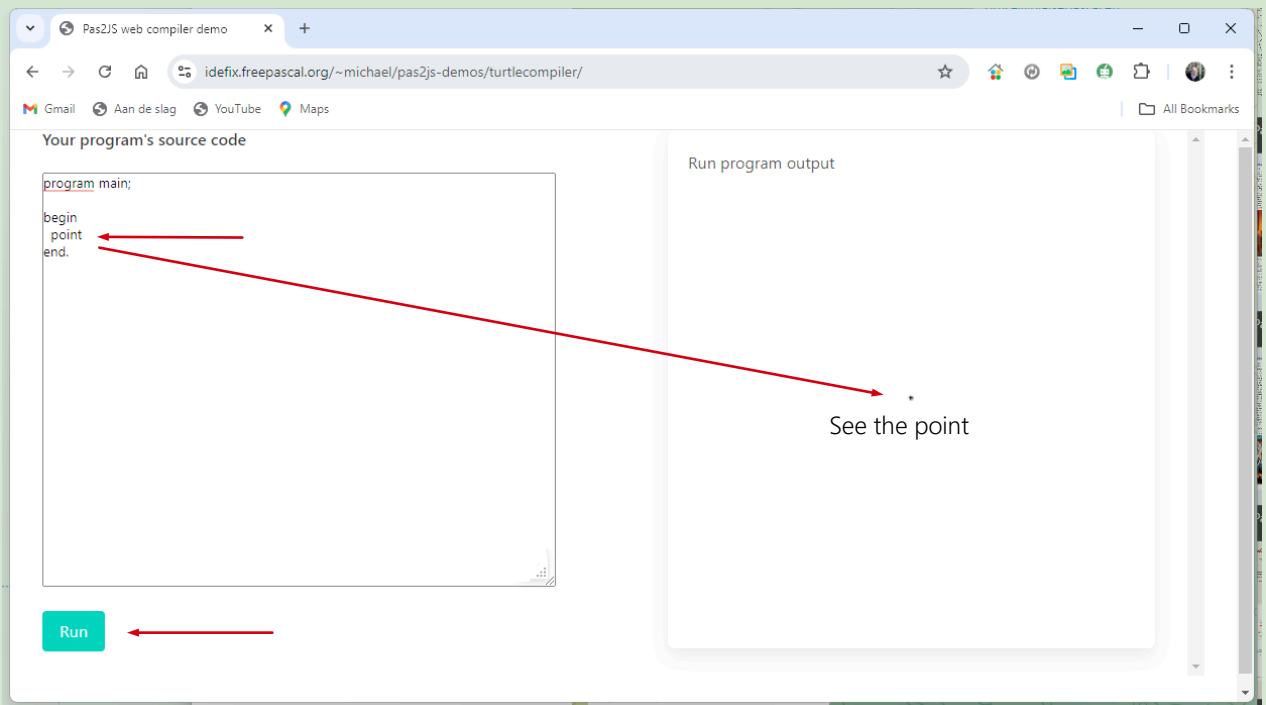 Pas2JS web compiler demo
idefix.freepascal.org/~michael/pas2js-demos/turtlecompiler/
Gmail
Aan de slag
YouTube
Maps
All Bookmarks
Your program's source code
program main;
begin
point
end.
Run
Run program output
See the point